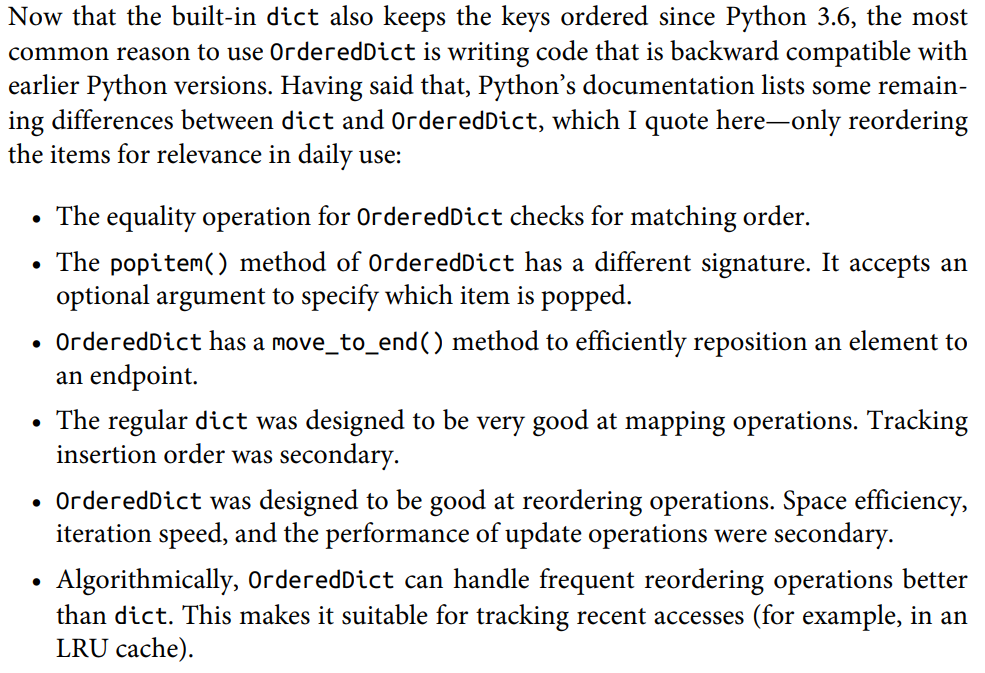 Now that the built-in dict also keeps the keys ordered since Python 3.6, the most
common reason to use OrderedDict is writing code that is backward compatible with
earlier Python versions. Having said that, Python’s documentation lists some remain-
ing differences between dict and OrderedDict, which I quote here—only reordering
the items for relevance in daily use:
• The equality operation for OrderedDict checks for matching order.
• The popitem() method of OrderedDict has a different signature. It accepts an
optional argument to specify which item is popped.
• OrderedDict has a move_to_end() method to efficiently reposition an element to
an endpoint.
• The regular dict was designed to be very good at mapping operations. Tracking
insertion order was secondary.
• OrderedDict was designed to be good at reordering operations. Space efficiency,
iteration speed, and the performance of update operations were secondary.
• Algorithmically, OrderedDict can handle frequent reordering operations better
than dict. This makes it suitable for tracking recent accesses (for example, in an
LRU cache).